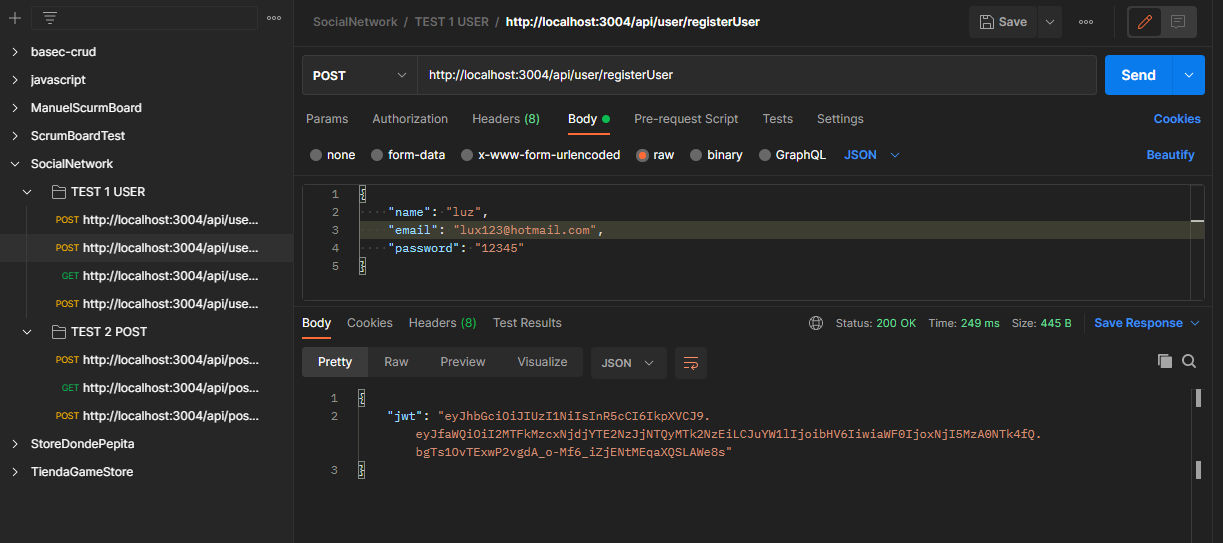 SocialNetwork / TEST 1 USER / http://localhost:3004/api/user/registerUser
Save
basec-crud
javascript
ManuelScurmBoard
ScrumBoardTest
SocialNetwork
TEST 1 USER
POST http://localhost:3004/api/use...
POST http://localhost:3004/api/use...
GET http://localhost:3004/api/use...
POST http://localhost:3004/api/use...
TEST 2 POST
POST http://localhost:3004/api/pos...
GET http://localhost:3004/api/pos...
POST http://localhost:3004/api/pos...
StoreDondePepita
TiendaGameStore
POST http://localhost:3004/api/user/registerUser Send
Params Authorization Headers (8) Body Pre-request Script Tests Settings Cookies
none form-data x-www-form-urlencoded raw binary GraphQL JSON Beautify
1 {
2 "name": "luz",
3 "email": "lux123@hotmail.com",
4 "password": "12345"
5 }
Body Cookies Headers (8) Test Results Status: 200 OK Time: 249 ms Size: 445 B Save Response
Pretty Raw Preview Visualize JSON
1 {
2 "jwt": "eyJhbGciOiJIUzI1NiIsInR5cCI6IkpXVCJ9.
eyJfaWQiOiI2MTFkMzcxNjdjYTE2NzJjNTQyMTk2NzEiLCJuYW1lIjoibHV6IiwiaWF0IjoxNjI5MzA0NTk4fQ.
bgTs1OvTExwP2vgdA_o-Mf6_iZjENtMEqaXQSLAWe8s"
3 }